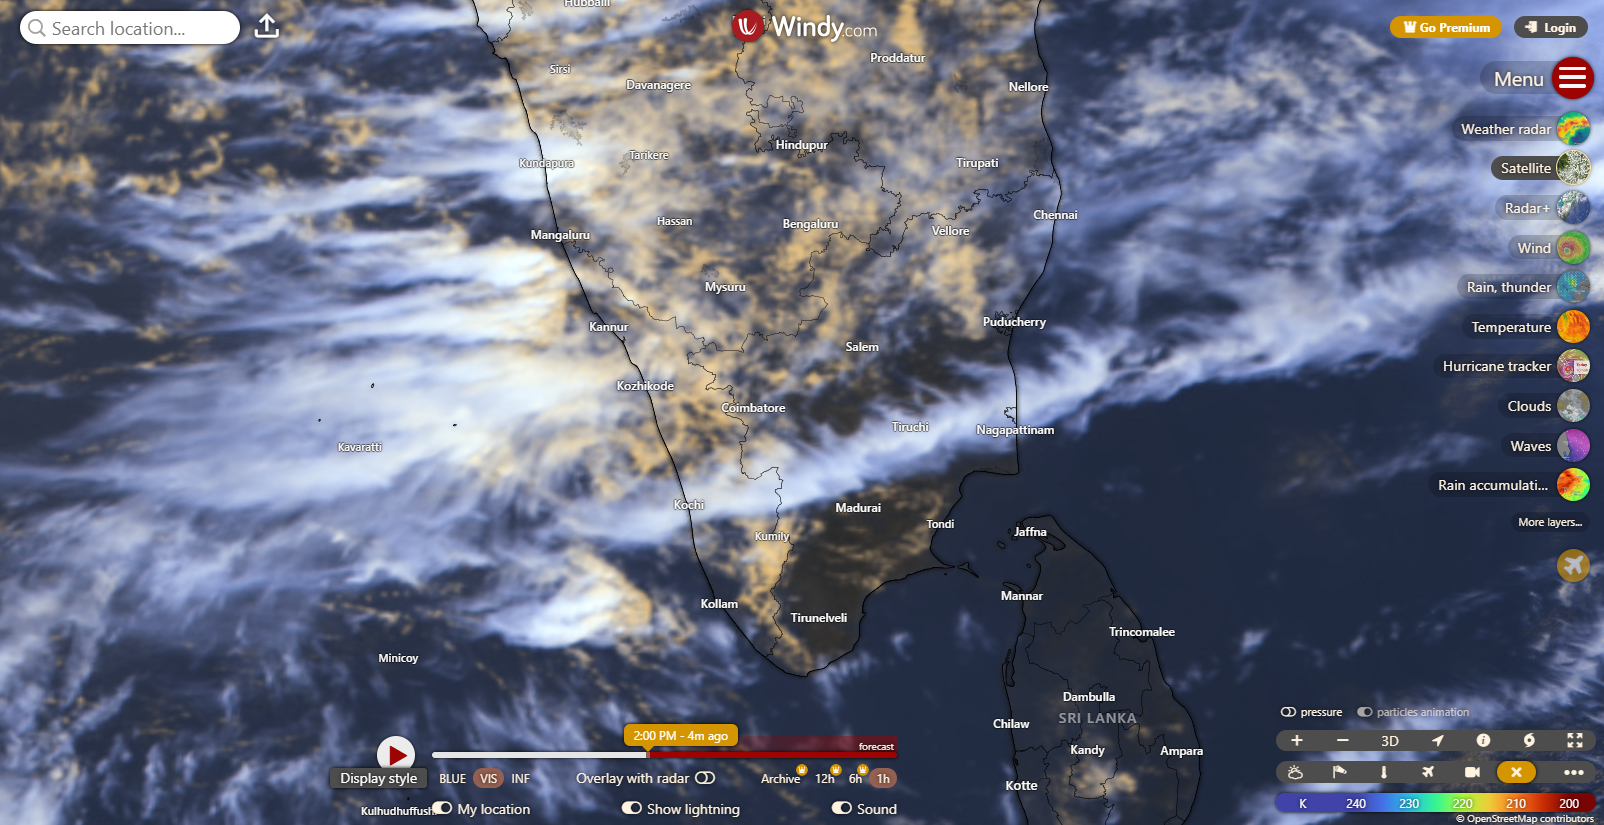 Hubballi
Search location...
Windy.com
Go Premium
Login
Proddatur
Sirsi
Davanagere
Nellore
Menu
Weather radar
Hindupur
Kundapura
Tarikere
Tirupati
Satellite
Radar+
Hassan
Bengaluru
Chennai
Mangaluru
Vellore
Wind
Mysuru
Rain, thunder
Kannur
Puducherry
Temperature
Salem
Hurricane tracker
Kozhikode
Coimbatore
Clouds
Tiruchi
Nagapattinam
Kavaratti
Waves
Rain accumulati...
Kochi
Madurai
Tondi
More layers...
Kumily
Jaffna
Mannar
Kollam
Tirunelveli
Trincomalee
Minicoy
Dambulla
SRI LANKA
pressure
particles animation
Chilaw
2:00 PM - 4m ago
forecast
Kandy
Ampara
3D
Display style
BLUE
VIS
INF
Overlay with radar
Archive
12h
6h
1h
Kotte
Kulhudhuffush
My location
Show lightning
Sound
K
240
230
220
210
200
© OpenStreetMap contributors